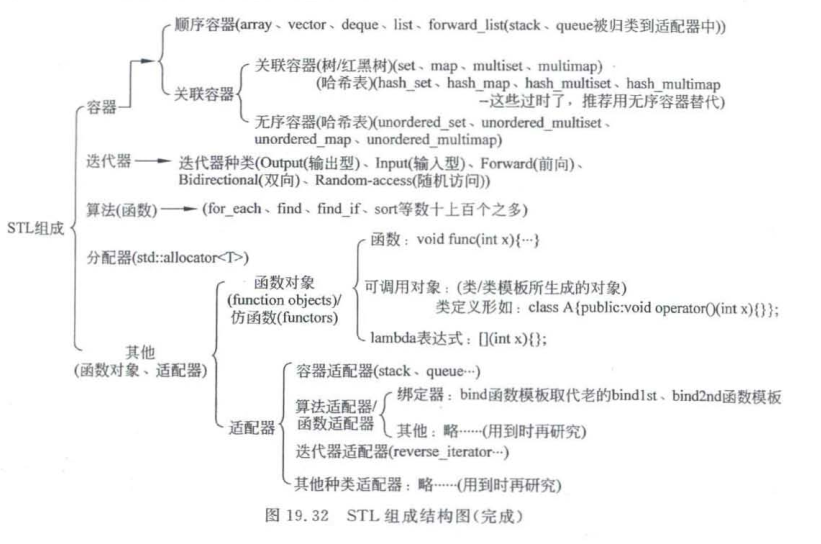 顺序容器(array、vector、deque、list、forward_list(stack、queue被归类到适配器中))
关联容器(树/红黑树)(set、map、multiset、multimap)
(哈希表)(hash_set、hash_map、hash_multiset、hash_multimap
--这些过时了，推荐用无序容器替代)
关联容器
容器
无序容器(哈希表)(unordered_set、unordered_multiset、
unordered_map、unordered_multimap)
迭代器
迭代器种类(Output(输出型)、Input(输入型)、Forward(前向)、
Bidirectional(双向)、Random-access(随机访问))
算法(函数)
(for_each、find、find_if、sort等数十上百个之多)
STL组成
分配器(std::allocator<T>)
函数：void func(int x){…}
函数对象
(function objects)/
仿函数(functors)
可调用对象：(类/类模板所生成的对象)
类定义形如：class A{public:void operator()(int x){}};
lambda表达式：[](int x){};
其他
(函数对象、适配器)
容器适配器(stack、queue…)
算法适配器/
函数适配器
绑定器：bind函数模板取代老的bind1st、bind2nd函数模板
其他：略……(用到时再研究)
适配器
迭代器适配器(reverse_iterator…)
其他种类适配器：略……(用到时再研究)
图 19.32 STL 组成结构图(完成)